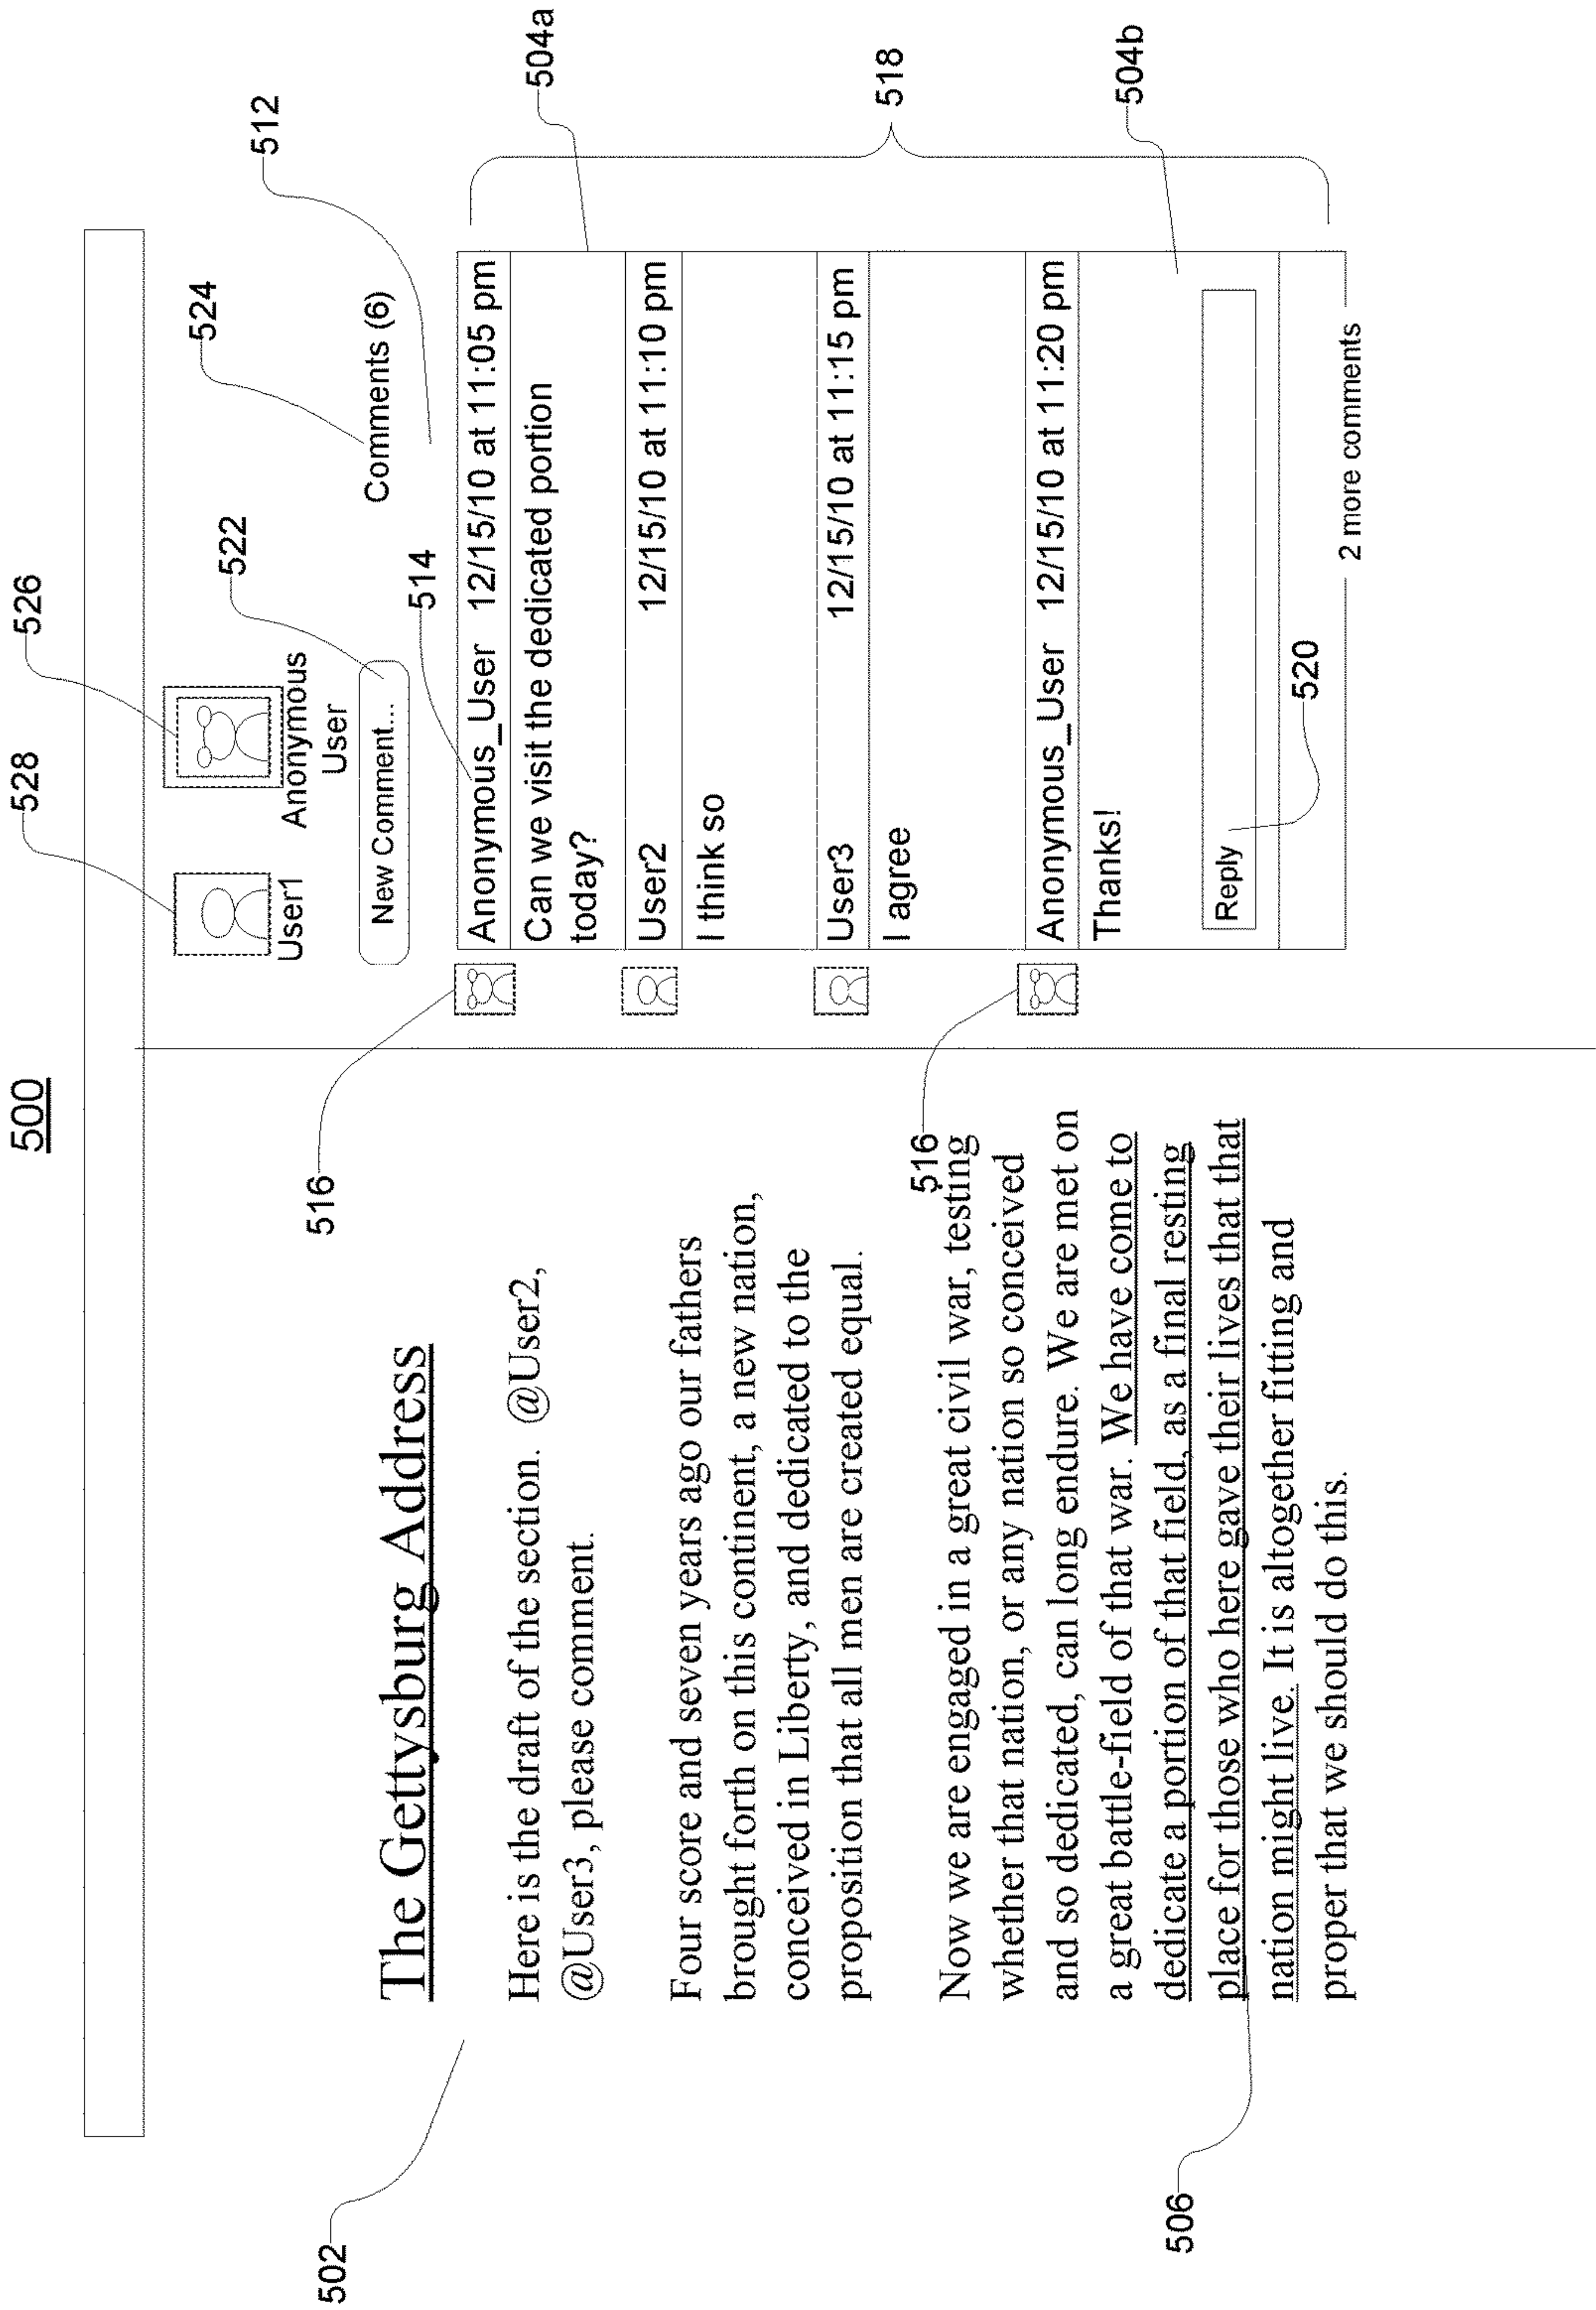 500
528
526
524
522
512
514
User1
Anonymous
User
New Comment...
Comments (6)
516
502
The Gettysburg Address
Here is the draft of the section. @User2,
@User3, please comment.
Four score and seven years ago our fathers
brought forth on this continent, a new nation,
conceived in Liberty, and dedicated to the
proposition that all men are created equal.
516
Now we are engaged in a great civil war, testing
whether that nation, or any nation so conceived
and so dedicated, can long endure. We are met on
a great battle-field of that war. We have come to
dedicate a portion of that field, as a final resting
place for those who here gave their lives that that
nation might live. It is altogether fitting and
proper that we should do this.
506
Anonymous_User 12/15/10 at 11:05 pm
Can we visit the dedicated portion
today?
504a
User2 12/15/10 at 11:10 pm
I think so
User3 12/15/10 at 11:15 pm
I agree
518
Anonymous_User 12/15/10 at 11:20 pm
Thanks!
504b
Reply
520
2 more comments